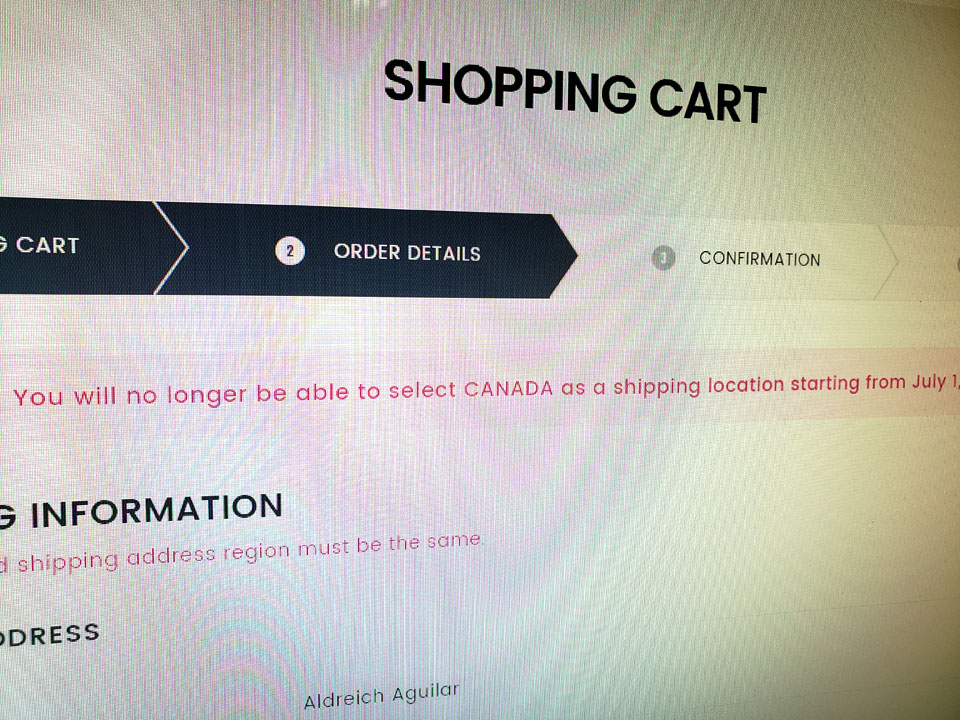 SHOPPING CART
G CART
2 ORDER DETAILS
3 CONFIRMATION
You will no longer be able to select CANADA as a shipping location starting from July 1,
G INFORMATION
d shipping address region must be the same.
DDRESS
Aldreich Aguilar